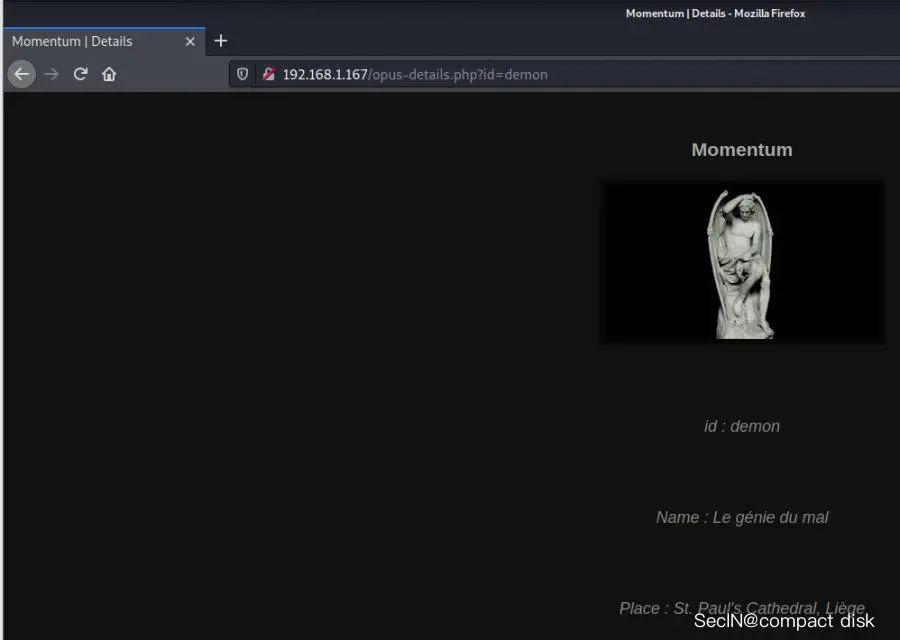 Momentum | Details - Mozilla Firefox
Momentum | Details
192.168.1.167/opus-details.php?id=demon
Momentum
id : demon
Name : Le génie du mal
Place : St. Paul's Cathedral, Liège
SecIN@compact disk